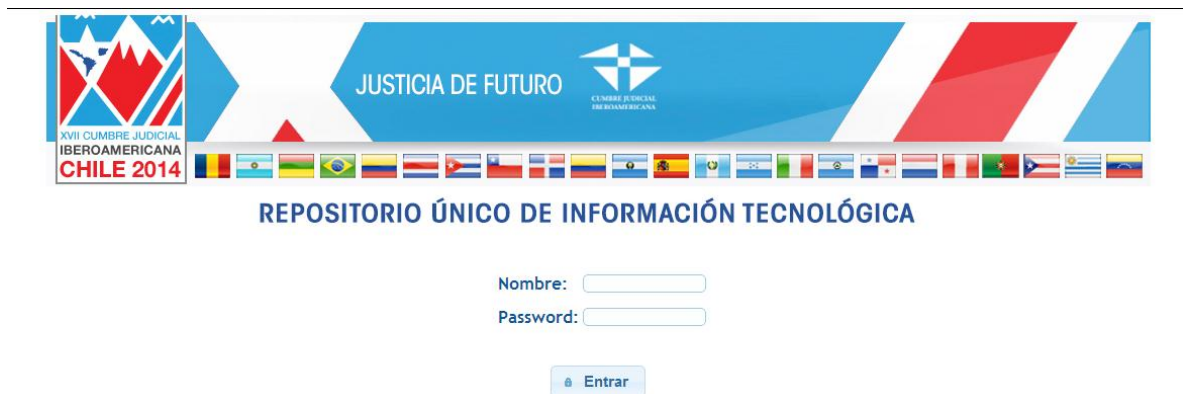 JUSTICIA DE FUTURO
CUMBRE JUDICIAL
IBEROAMERICANA
XVII CUMBRE JUDICIAL
IBEROAMERICANA
CHILE 2014
REPOSITORIO ÚNICO DE INFORMACIÓN TECNOLÓGICA
Nombre:
Password:
Entrar